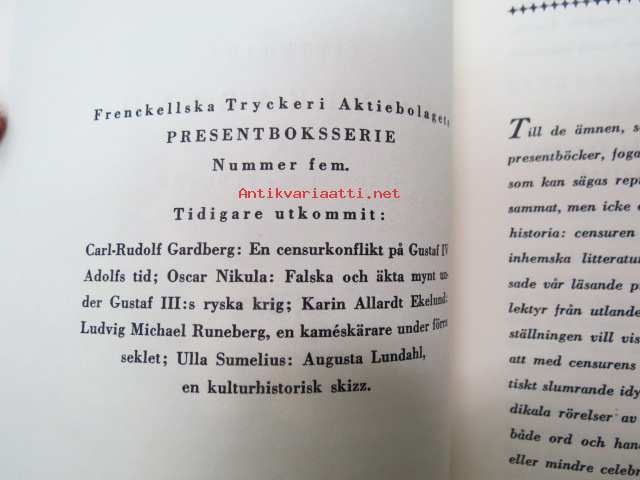 Frenckellska Tryckeri Aktiebolagets
PRESENTBOKSSERIE
Nummer fem.
Antikvariaatti.net
Tidigare utkommit:
Carl-Rudolf Gardberg: En censurkonflikt på Gustaf IV
Adolfs tid; Oscar Nikula: Falska och äkta mynt un-
der Gustaf III:s ryska krig; Karin Allardt Ekelund:
Ludvig Michael Runeberg, en kaméskärare under förra
seklet; Ulla Sumelius: Augusta Lundahl,
en kulturhistorisk skizz.
Till de ämnen, s
presentböcker, foga
som kan sägas rep
sammat, men icke
historia: censuren
inhemska litteratur
sade vår läsande p
lektyr från utlande
ställningen vill vis
att med censurens
tiskt slumrande idy
dikala rörelser av
både ord och hand
eller mindre celebr